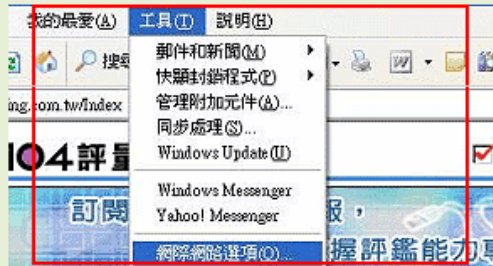 我的最愛(A) 工具(T) 說明(H)
搜尋
郵件和新聞(M)
快顯封鎖程式(P)
管理附加元件(A)...
同步處理(S)...
ing.com.tw/Index
Windows Update(U)
104評量
Windows Messenger
Yahoo! Messenger
訂閱 報，
網際網路選項(O)...
握評鑑能力專